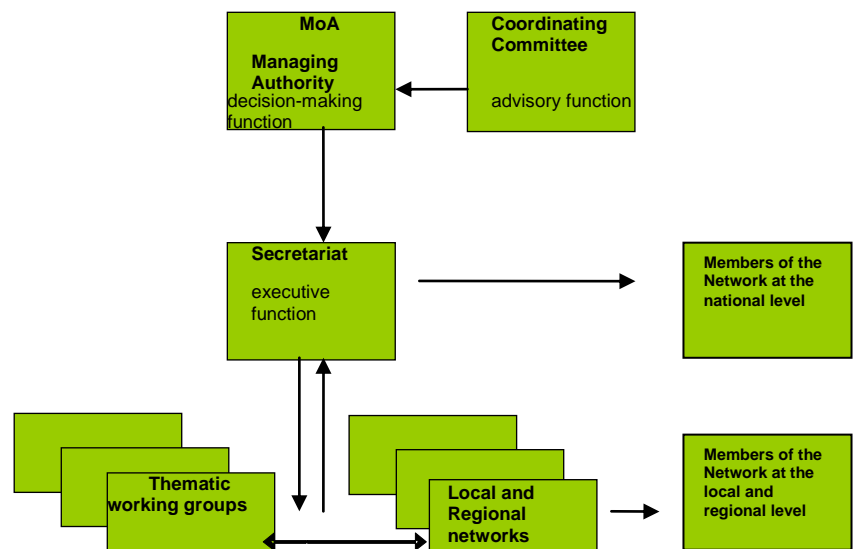 MoA
Managing
Authority
decision-making
function
Coordinating
Committee
advisory function
Secretariat
executive
function
Members of the
Network at the
national level
Thematic
working groups
Local and
Regional
networks
Members of the
Network at the
local and
regional level